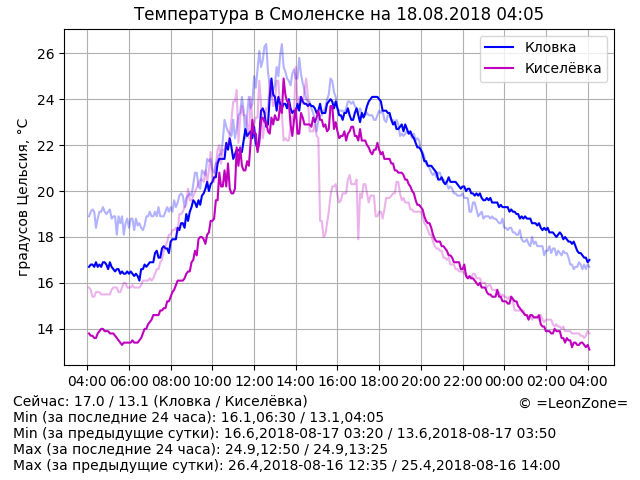 Температура в Смоленске на 18.08.2018 04:05
Кловка
Киселёвка
градусов Цельсия, °C
26
24
22
20
18
16
14
04:00 06:00 08:00 10:00 12:00 14:00 16:00 18:00 20:00 22:00 00:00 02:00 04:00
Сейчас: 17.0 / 13.1 (Кловка / Киселёвка)
© =LeonZone=
Min (за последние 24 часа): 16.1,06:30 / 13.1,04:05
Min (за предыдущие сутки): 16.6,2018-08-17 03:20 / 13.6,2018-08-17 03:50
Max (за последние 24 часа): 24.9,12:50 / 24.9,13:25
Max (за предыдущие сутки): 26.4,2018-08-16 12:35 / 25.4,2018-08-16 14:00